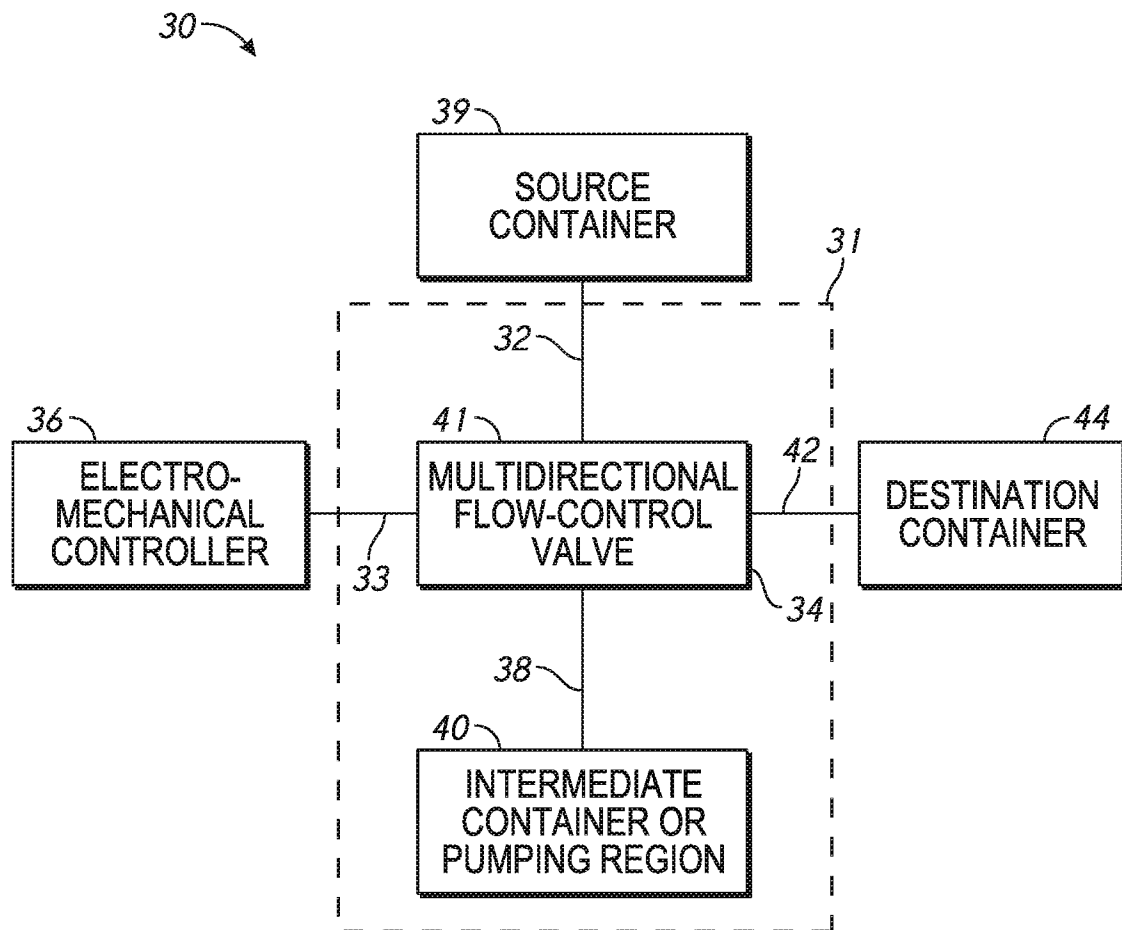 30
39
SOURCE
CONTAINER
31
32
36
ELECTRO-
MECHANICAL
CONTROLLER
33
41
MULTIDIRECTIONAL
FLOW-CONTROL
VALVE
34
42
44
DESTINATION
CONTAINER
38
40
INTERMEDIATE
CONTAINER OR
PUMPING REGION